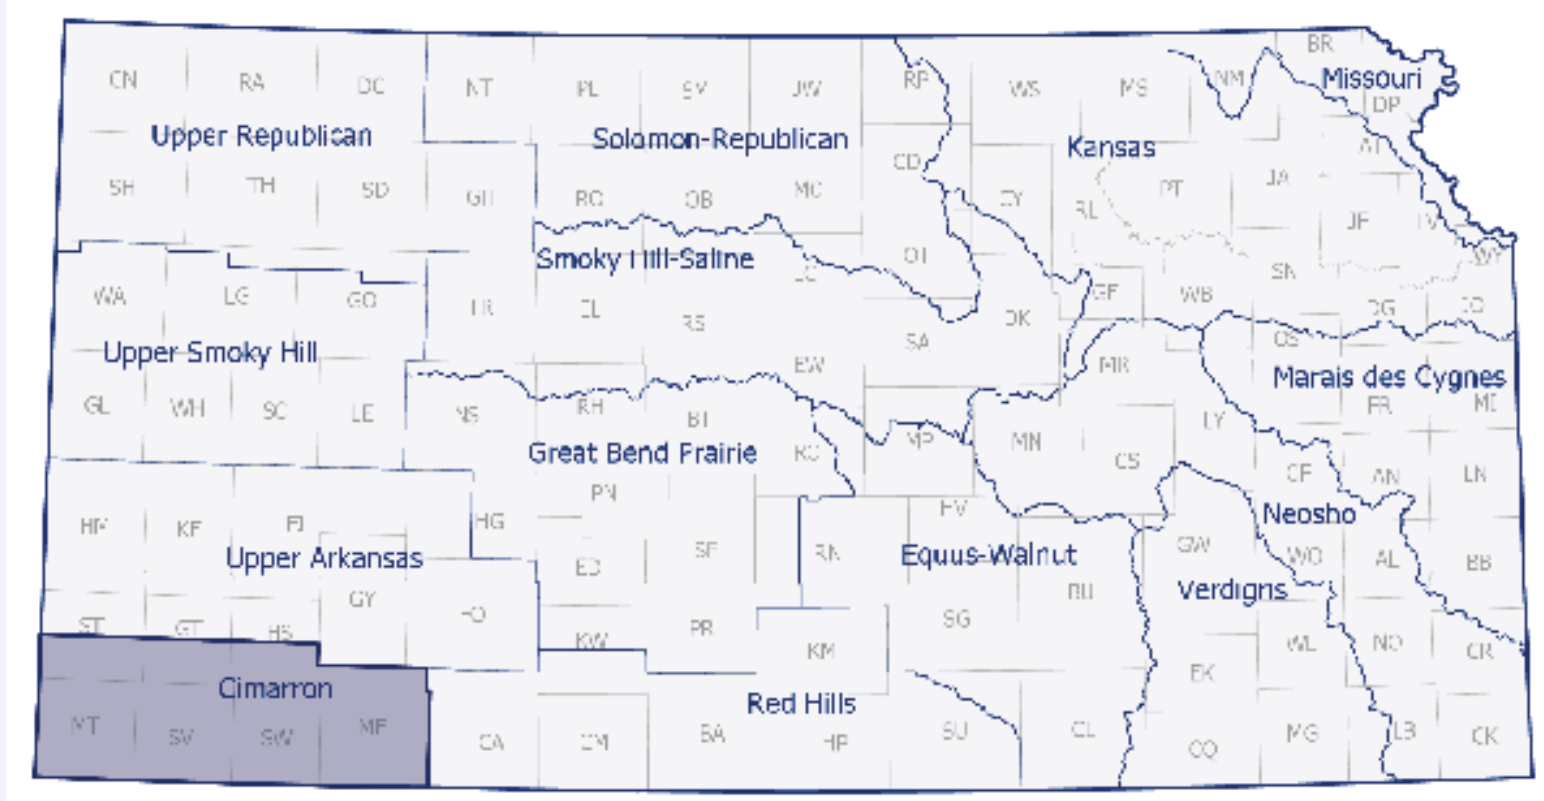 BR
CN RA DC NT PL SM JW RP WS MS NM Missouri
DP
Upper Republican Solomon-Republican Kansas
AT
SH TH SD GH RO OB MC CD CY RL PT JA JF LV
Smoky Hill-Saline OT SN WY
WA LG GO TR EL RS LC DK GE WB DG JO
Upper Smoky Hill SA EW MR OS
Marais des Cygnes
GL WH SC LE NS RH BT RC MP MN CS LY FR MI
Great Bend Prairie
PN CF AN LN
HM KE FI HG HV Neosho
Upper Arkansas ED SF RN Equus-Walnut GW WO AL BB
GY FO BU Verdigris
ST GT HS KW PR SG WL NO CR
KM EK
Cimarron Red Hills
MT SV SW ME CA CM BA HP SU CL CQ MG LB CK